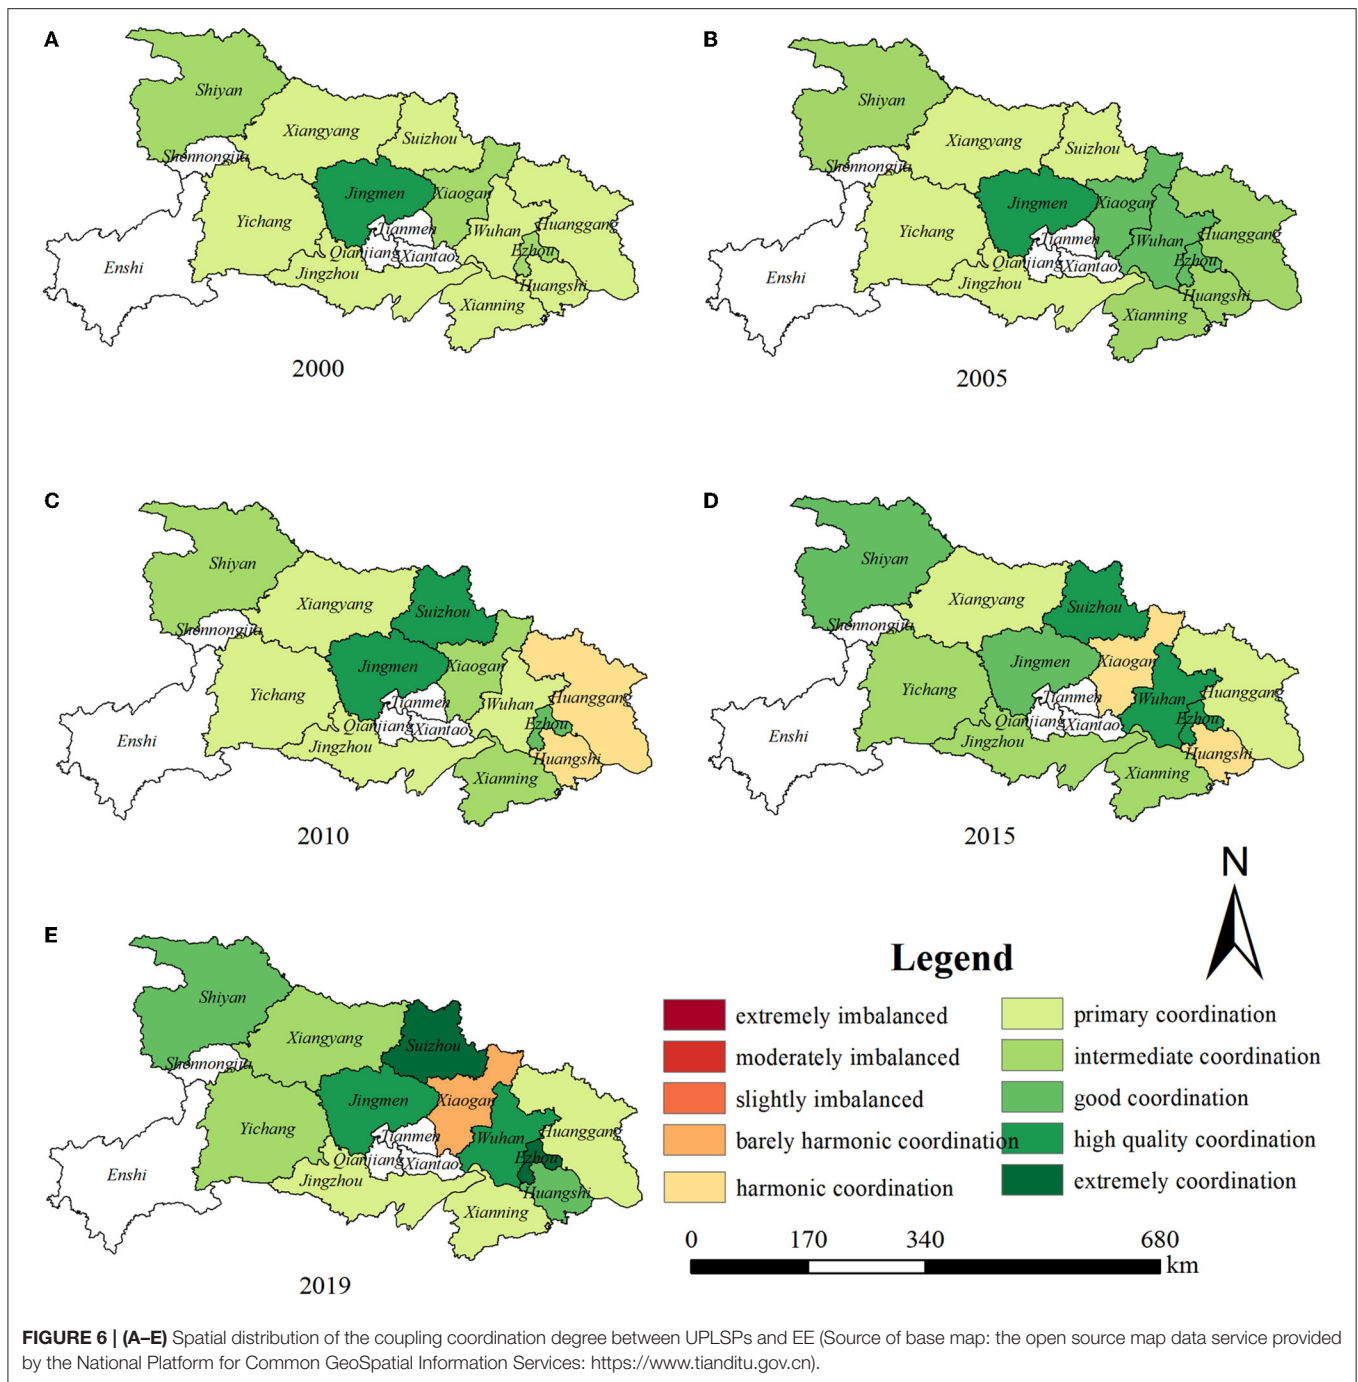 A
Shiyan
Xiangyang
Suizhou
Shennongjia
Jingmen
Xiaogan
Yichang
Tianmen
Wuhan
Huanggang
Qianjiang
Xiantao
Ezhou
Enshi
Jingzhou
Huangshi
Xianning
2000
B
Shiyan
Xiangyang
Suizhou
Shennongjia
Jingmen
Xiaogan
Yichang
Tianmen
Wuhan
Huanggang
Qianjiang
Xiantao
Ezhou
Enshi
Jingzhou
Huangshi
Xianning
2005
C
Shiyan
Xiangyang
Suizhou
Shennongjia
Jingmen
Xiaogan
Yichang
Tianmen
Wuhan
Huanggang
Qianjiang
Xiantao
Ezhou
Enshi
Jingzhou
Huangshi
Xianning
2010
D
Shiyan
Xiangyang
Suizhou
Shennongjia
Jingmen
Xiaogan
Yichang
Tianmen
Wuhan
Huanggang
Qianjiang
Xiantao
Ezhou
Enshi
Jingzhou
Huangshi
Xianning
2015
E
Shiyan
Xiangyang
Suizhou
Shennongjia
Jingmen
Xiaogan
Yichang
Tianmen
Wuhan
Huanggang
Qianjiang
Xiantao
Ezhou
Enshi
Jingzhou
Huangshi
Xianning
2019
N
Legend
extremely imbalanced
moderately imbalanced
slightly imbalanced
barely harmonic coordination
harmonic coordination
primary coordination
intermediate coordination
good coordination
high quality coordination
extremely coordination
0 170 340 680
km
FIGURE 6 | (A–E) Spatial distribution of the coupling coordination degree between UPLSPs and EE (Source of base map: the open source map data service provided
by the National Platform for Common GeoSpatial Information Services: https://www.tianditu.gov.cn).